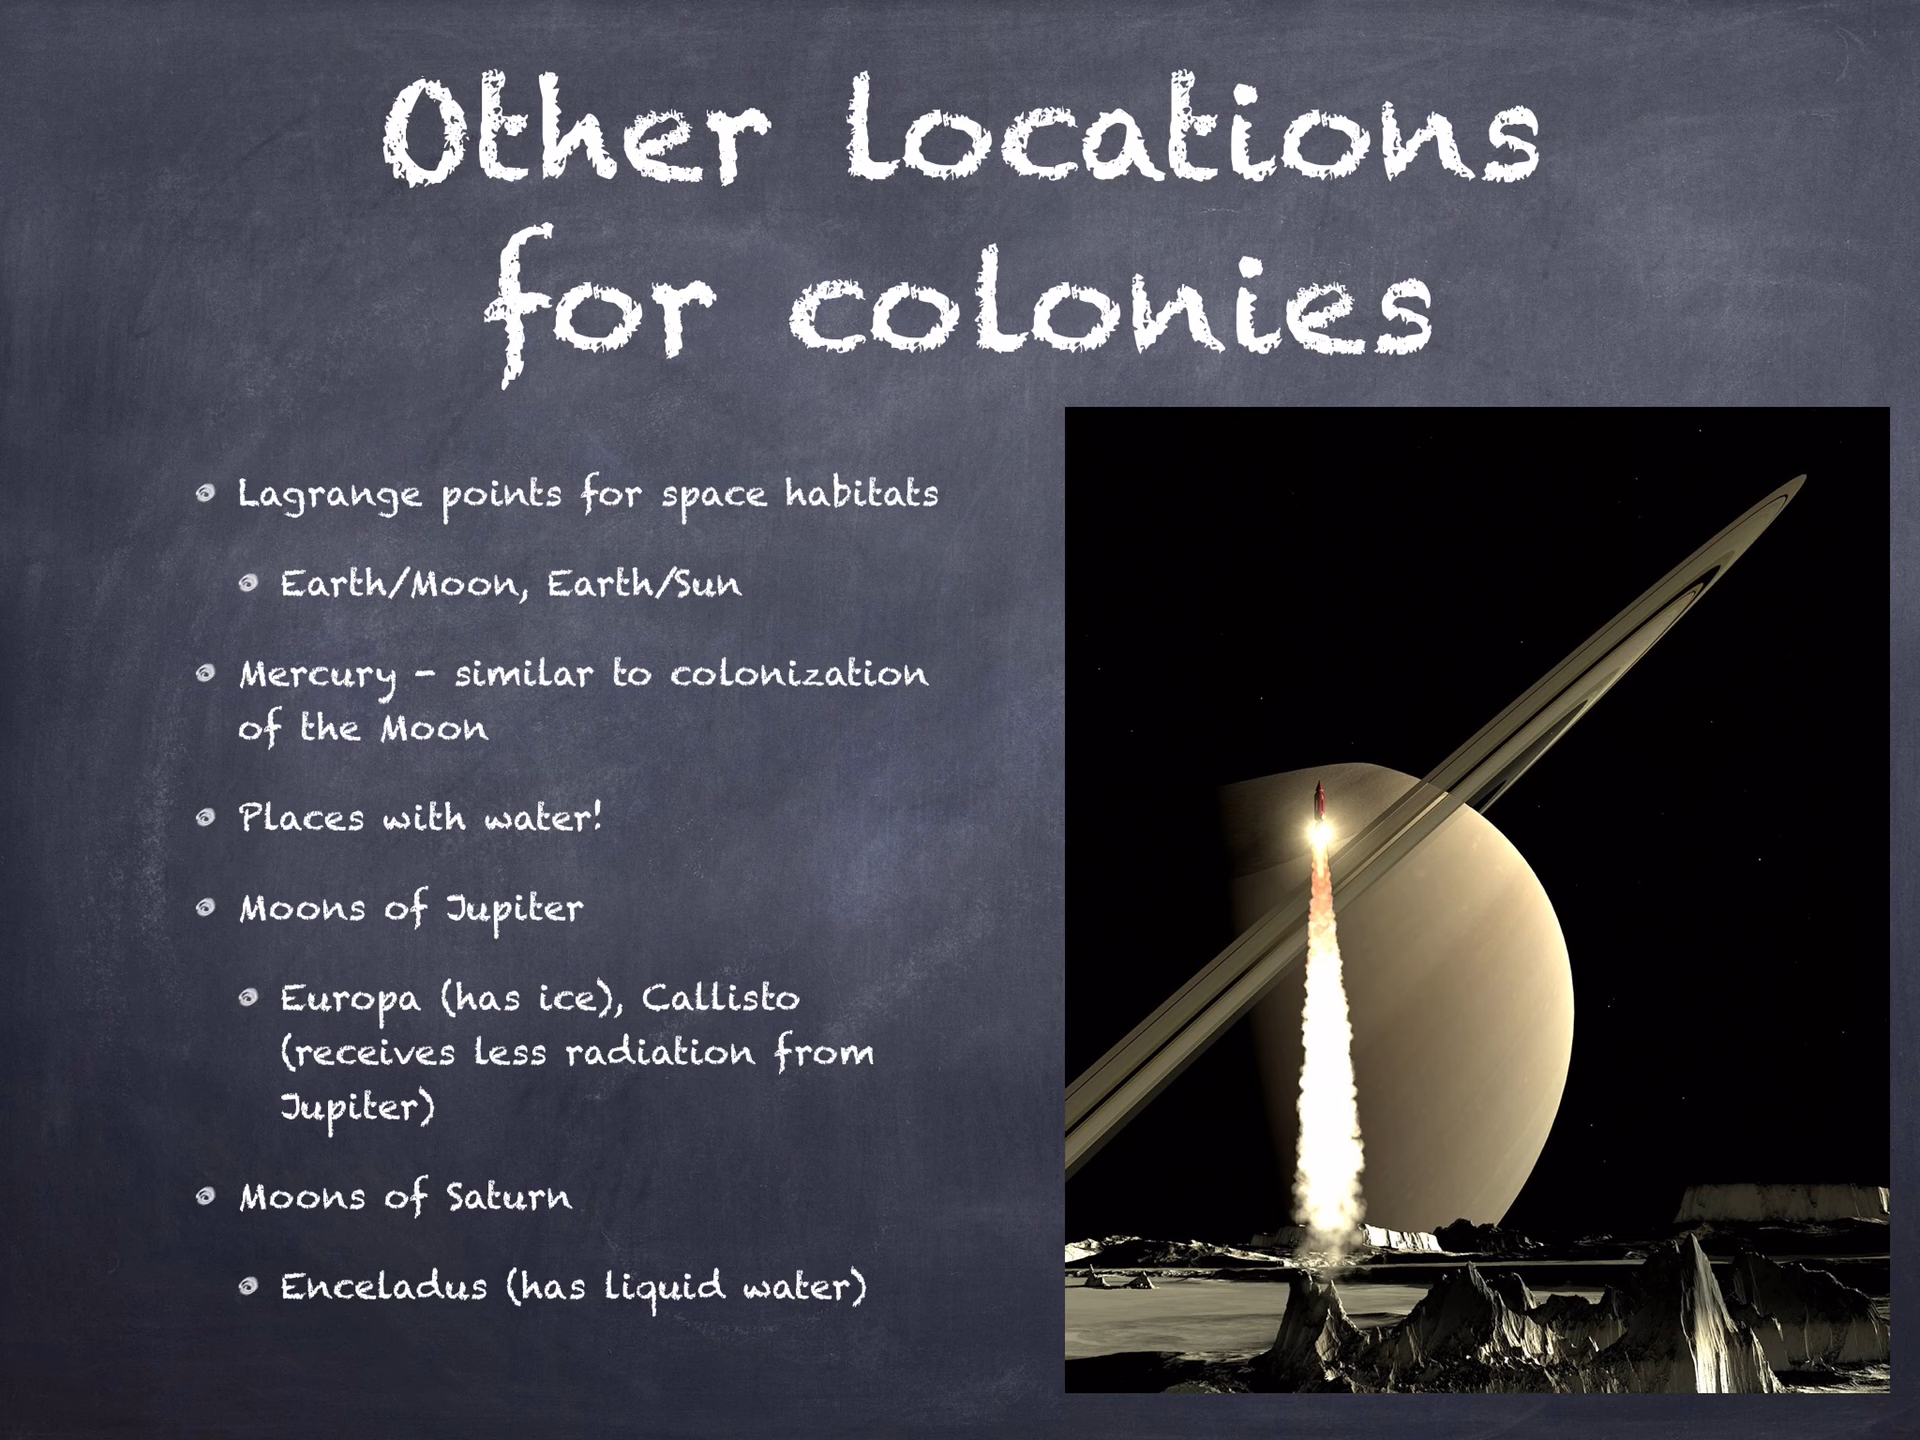 Other locations
for colonies
Lagrange points for space habitats
Earth/Moon, Earth/Sun
Mercury - similar to colonization
of the Moon
Places with water!
Moons of Jupiter
Europa (has ice), Callisto
(receives less radiation from
Jupiter)
Moons of Saturn
Enceladus (has liquid water)